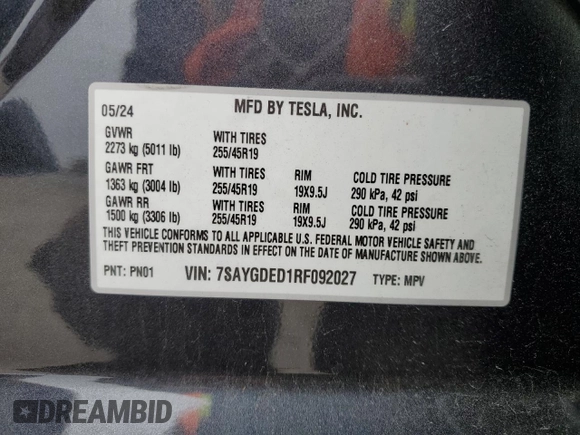 05/24 MFD BY TESLA, INC.
GVWR WITH TIRES
2273 kg (5011 lb) 255/45R19
GAWR FRT WITH TIRES RIM COLD TIRE PRESSURE
1363 kg (3004 lb) 255/45R19 19X9.5J 290 kPa, 42 psi
GAWR RR WITH TIRES RIM COLD TIRE PRESSURE
1500 kg (3306 lb) 255/45R19 19X9.5J 290 kPa, 42 psi
THIS VEHICLE CONFORMS TO ALL APPLICABLE U.S. FEDERAL MOTOR VEHICLE SAFETY AND
THEFT PREVENTION STANDARDS IN EFFECT ON THE DATE OF MANUFACTURE SHOWN ABOVE.
PNT: PN01 VIN: 7SAYGDED1RF092027 TYPE: MPV
DREAMBID